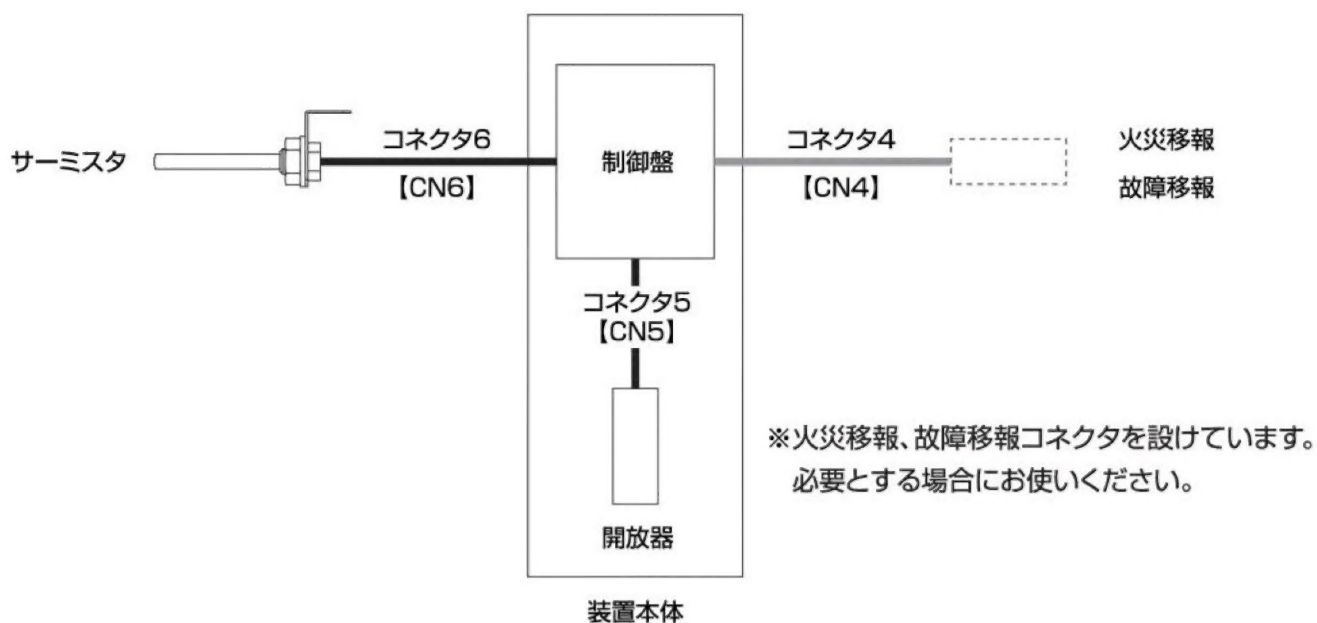 サーミスタ
コネクタ6
【CN6】
制御盤
コネクタ4
【CN4】
火災移報
故障移報
コネクタ5
【CN5】
開放器
装置本体
※火災移報、故障移報コネクタを設けています。
必要とする場合にお使いください。